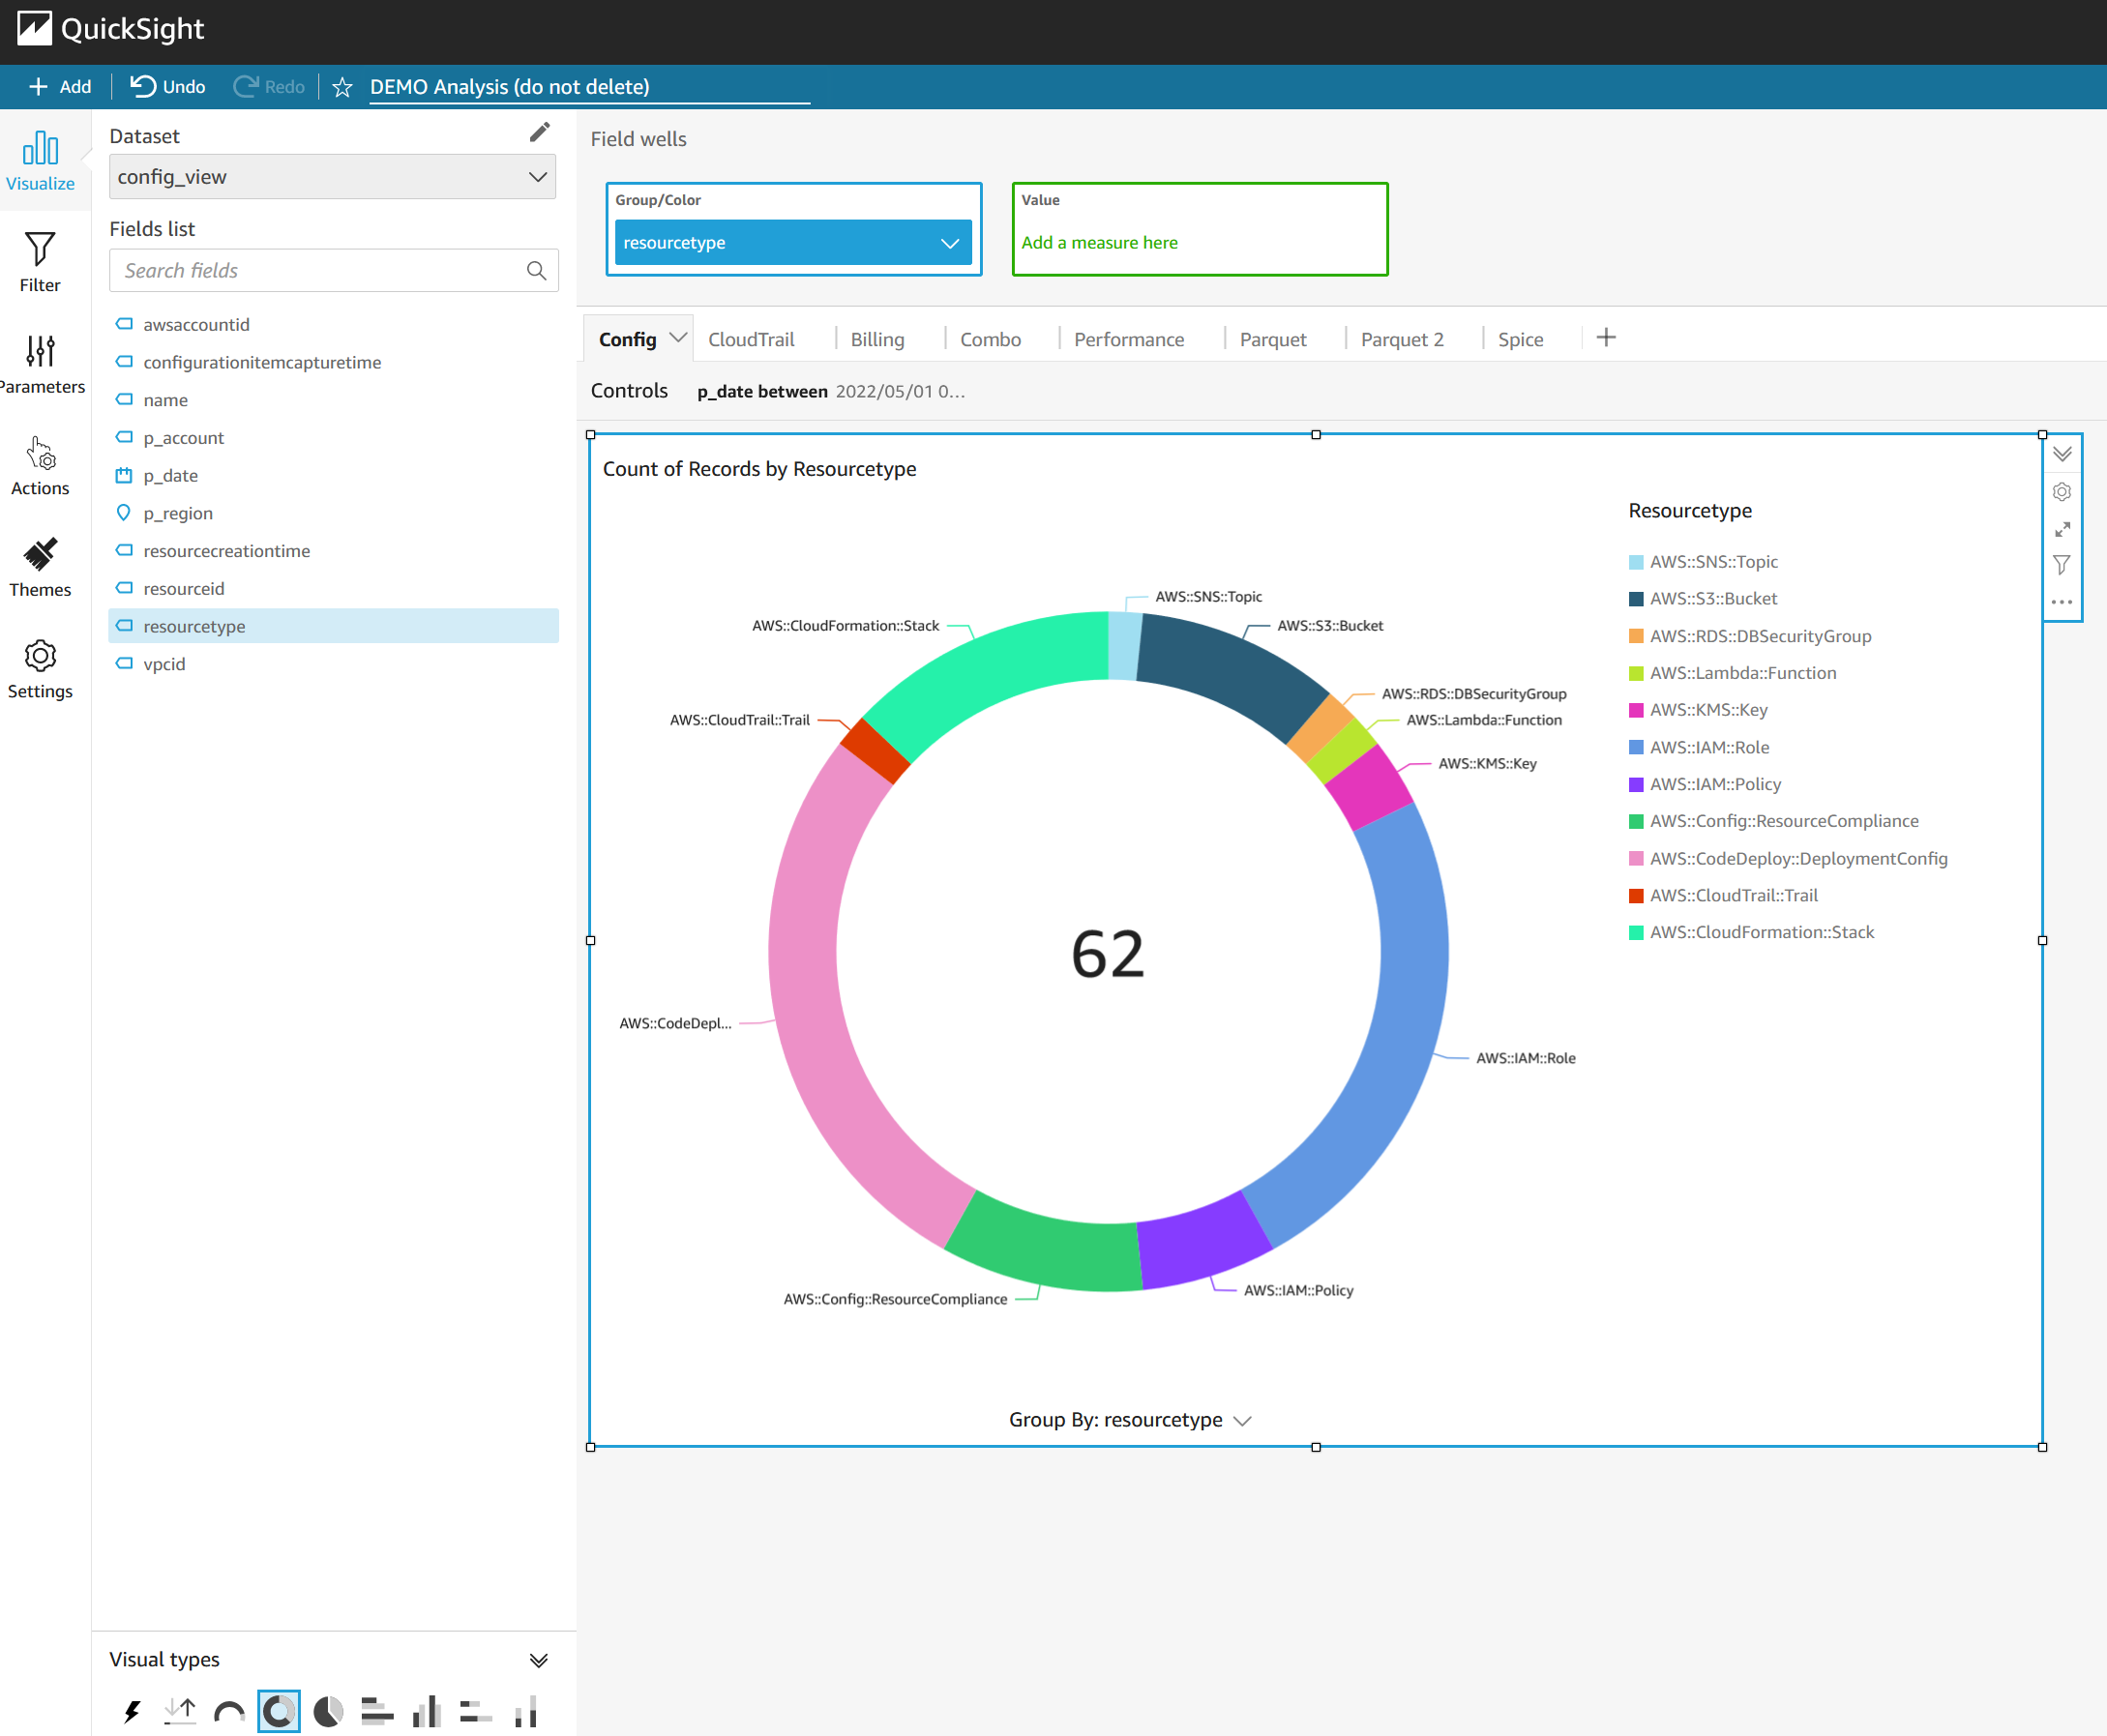 QuickSight
Add
Undo
Redo
DEMO Analysis (do not delete)
Visualize
Filter
Parameters
Actions
Themes
Settings
Dataset
config_view
Fields list
Search fields
awsaccountid
configurationitemcapturetime
name
p_account
p_date
p_region
resourcecreationtime
resourceid
resourcetype
vpcid
Visual types
Field wells
Group/Color
resourcetype
Value
Add a measure here
Config
CloudTrail
Billing
Combo
Performance
Parquet
Parquet 2
Spice
Controls
p_date between 2022/05/01 0...
Count of Records by Resourcetype
AWS::SNS::Topic
AWS::S3::Bucket
AWS::RDS::DBSecurityGroup
AWS::Lambda::Function
AWS::KMS::Key
AWS::IAM::Role
AWS::IAM::Policy
AWS::Config::ResourceCompliance
AWS::CodeDepl...
AWS::CloudTrail::Trail
AWS::CloudFormation::Stack
62
Group By: resourcetype
Resourcetype
AWS::SNS::Topic
AWS::S3::Bucket
AWS::RDS::DBSecurityGroup
AWS::Lambda::Function
AWS::KMS::Key
AWS::IAM::Role
AWS::IAM::Policy
AWS::Config::ResourceCompliance
AWS::CodeDeploy::DeploymentConfig
AWS::CloudTrail::Trail
AWS::CloudFormation::Stack